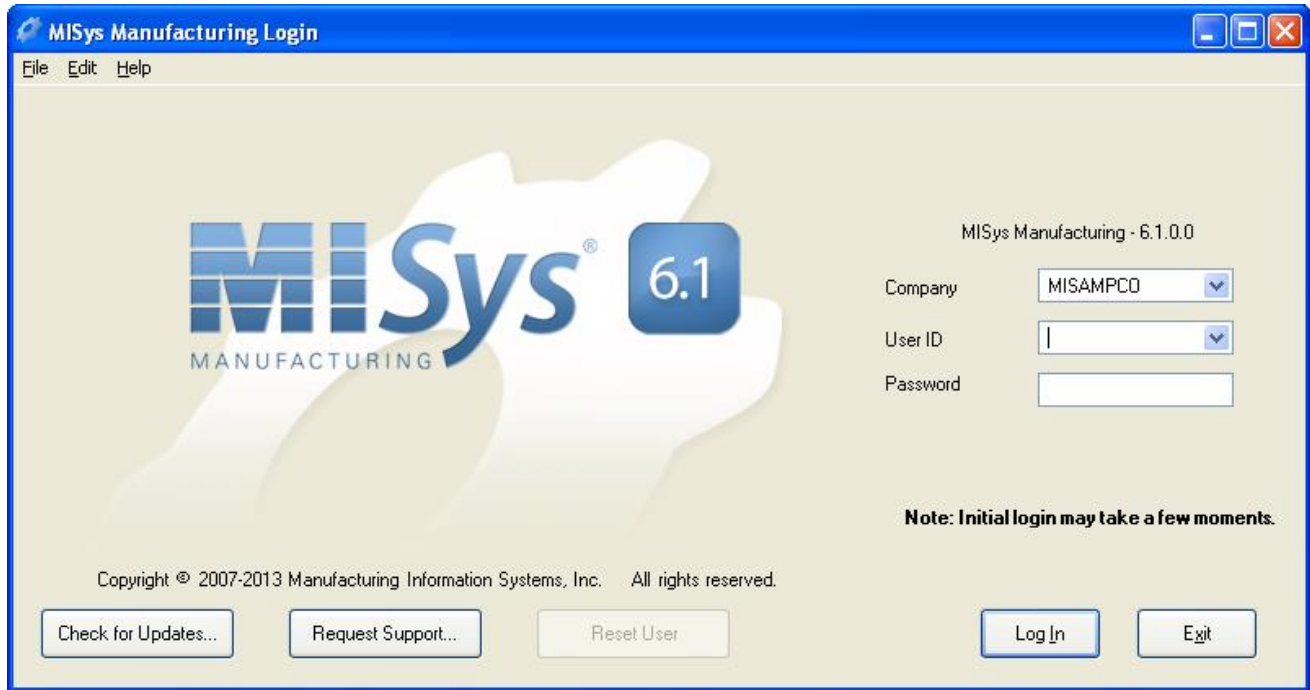 MISys Manufacturing Login
File Edit Help
MISys® 6.1
MANUFACTURING
MISys Manufacturing - 6.1.0.0
Company MISAMPCO
User ID
Password
Note: Initial login may take a few moments.
Copyright © 2007-2013 Manufacturing Information Systems, Inc. All rights reserved.
Check for Updates... Request Support... Reset User Log In Exit